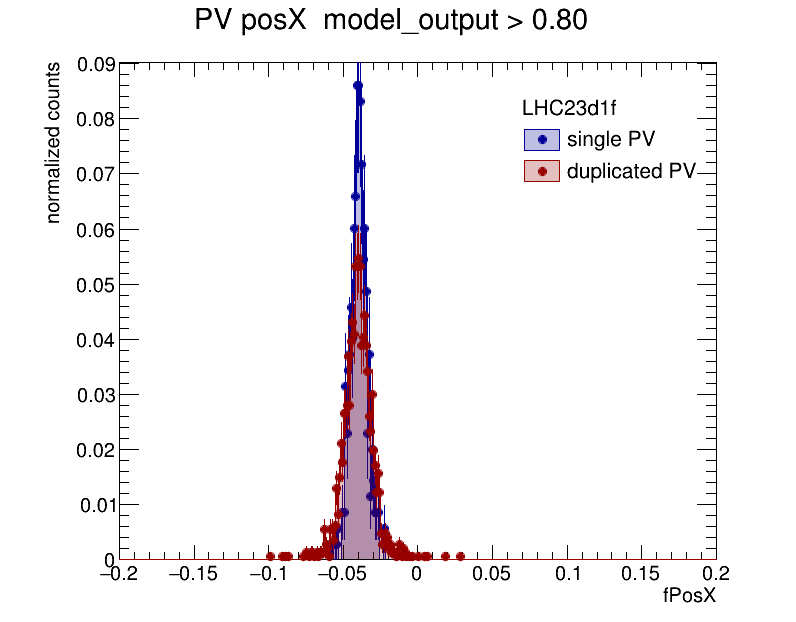 PV posX  model_output > 0.80
normalized counts
0.09
0.08
0.07
0.06
0.05
0.04
0.03
0.02
0.01
0
LHC23d1f
single PV
duplicated PV
−0.2 −0.15 −0.1 −0.05 0 0.05 0.1 0.15 0.2
fPosX